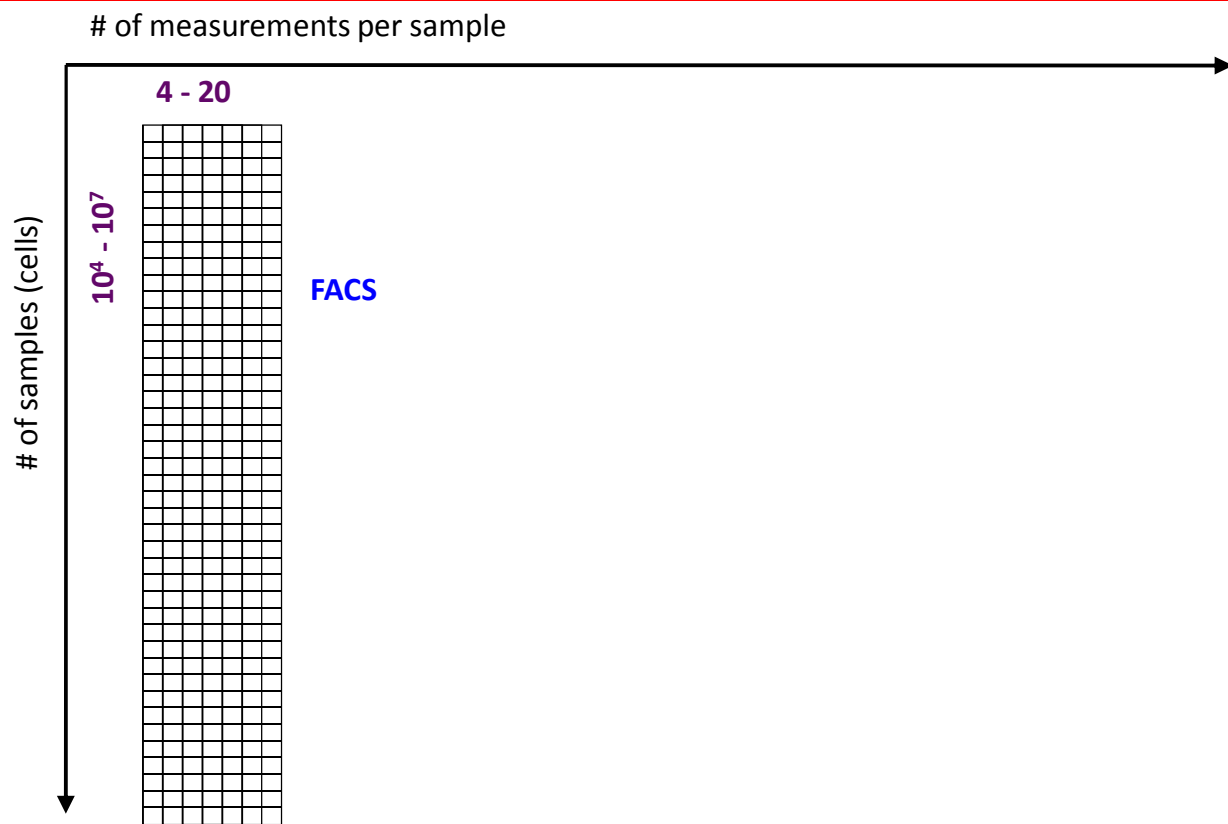 # of measurements per sample
4 - 20
10⁴ - 10⁷
# of samples (cells)
FACS